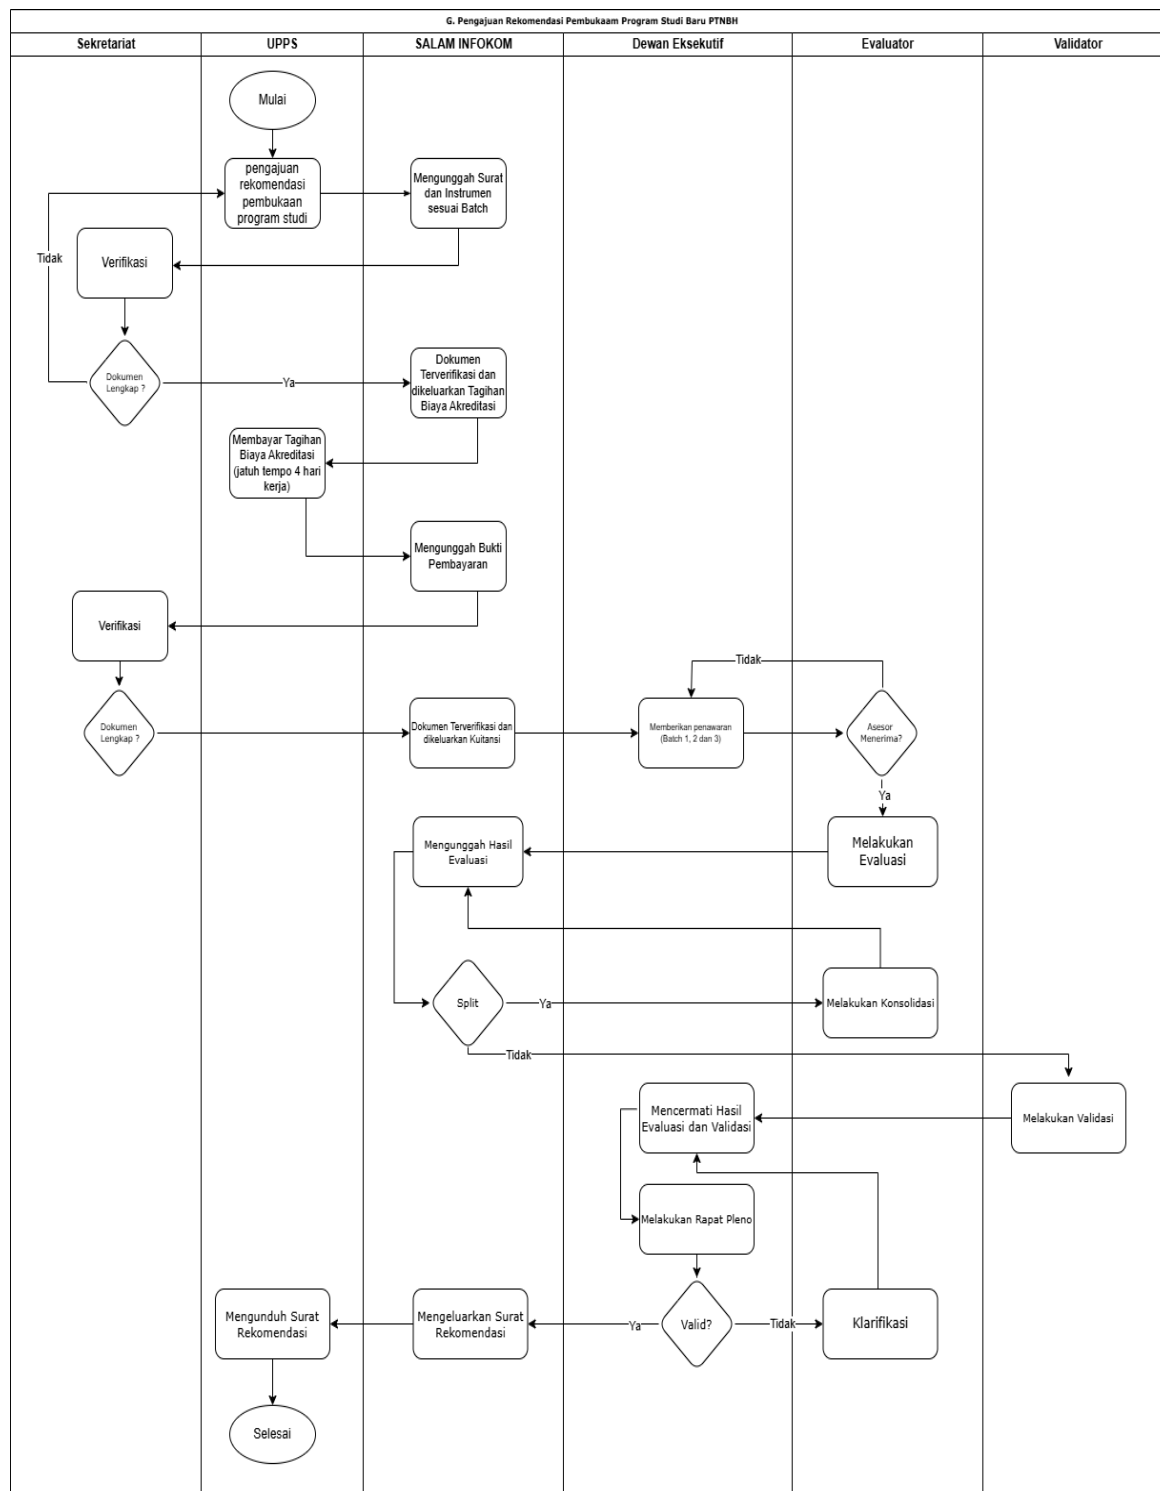 G. Pengajuan Rekomendasi Pembukaam Program Studi Baru PTNBH
Sekretariat
UPPS
SALAM INFOKOM
Dewan Eksekutif
Evaluator
Validator
Mulai
pengajuan
rekomendasi
pembukaan
program studi
Mengunggah Surat
dan Instrumen
sesuai Batch
Tidak
Verifikasi
Dokumen
Lengkap ?
Ya
Dokumen
Terverifikasi dan
dikeluarkan Tagihan
Biaya Akreditasi
Membayar Tagihan
Biaya Akreditasi
(jatuh tempo 4 hari
kerja)
Mengunggah Bukti
Pembayaran
Verifikasi
Tidak
Dokumen
Lengkap ?
Dokumen Terverifikasi dan
dikeluarkan Kuitansi
Memberikan penawaran
(Batch 1, 2 dan 3)
Asesor
Menerima?
Ya
Mengunggah Hasil
Evaluasi
Melakukan
Evaluasi
Split
Ya
Melakukan Konsolidasi
Tidak
Mencermati Hasil
Evaluasi dan Validasi
Melakukan Validasi
Melakukan Rapat Pleno
Mengunduh Surat
Rekomendasi
Mengeluarkan Surat
Rekomendasi
Ya
Valid?
Tidak
Klarifikasi
Selesai